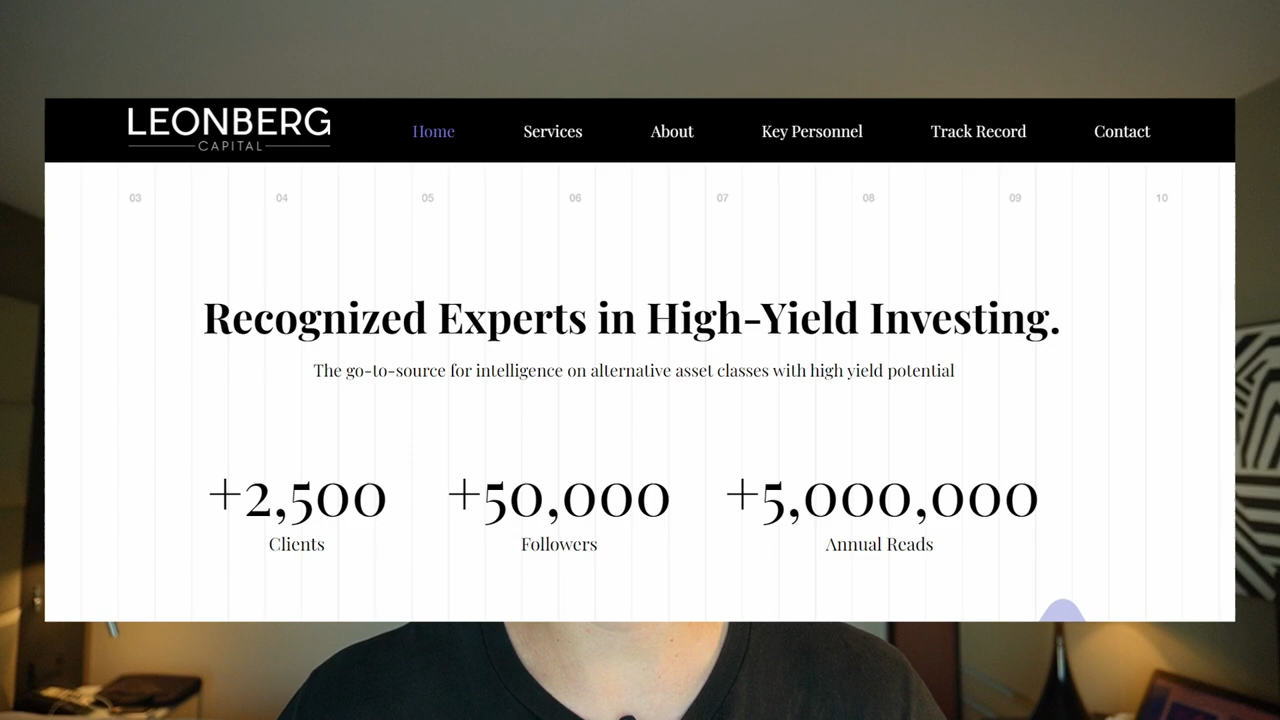 LEONBERG
CAPITAL
Home Services About Key Personnel Track Record Contact
03 04 05 06 07 08 09 10
Recognized Experts in High-Yield Investing.
The go-to-source for intelligence on alternative asset classes with high yield potential
+2,500 +50,000 +5,000,000
Clients Followers Annual Reads